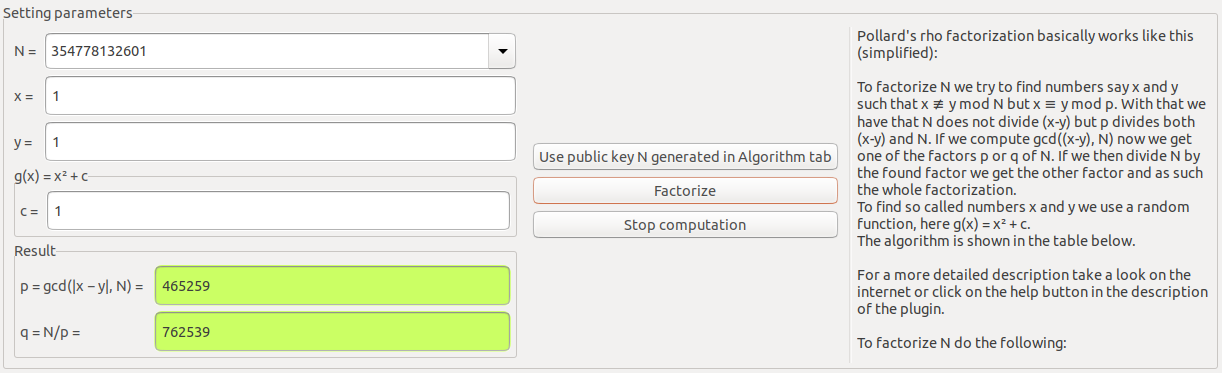 Setting parameters
N = 354778132601
x = 1
y = 1
g(x) = x² + c
c = 1
Result
p = gcd(|x − y|, N) = 465259
q = N/p = 762539
Use public key N generated in Algorithm tab
Factorize
Stop computation
Pollard's rho factorization basically works like this
(simplified):
To factorize N we try to find numbers say x and y
such that x ≢ y mod N but x ≡ y mod p. With that we
have that N does not divide (x-y) but p divides both
(x-y) and N. If we compute gcd((x-y), N) now we get
one of the factors p or q of N. If we then divide N by
the found factor we get the other factor and as such
the whole factorization.
To find so called numbers x and y we use a random
function, here g(x) = x² + c.
The algorithm is shown in the table below.
For a more detailed description take a look on the
internet or click on the help button in the description
of the plugin.
To factorize N do the following: